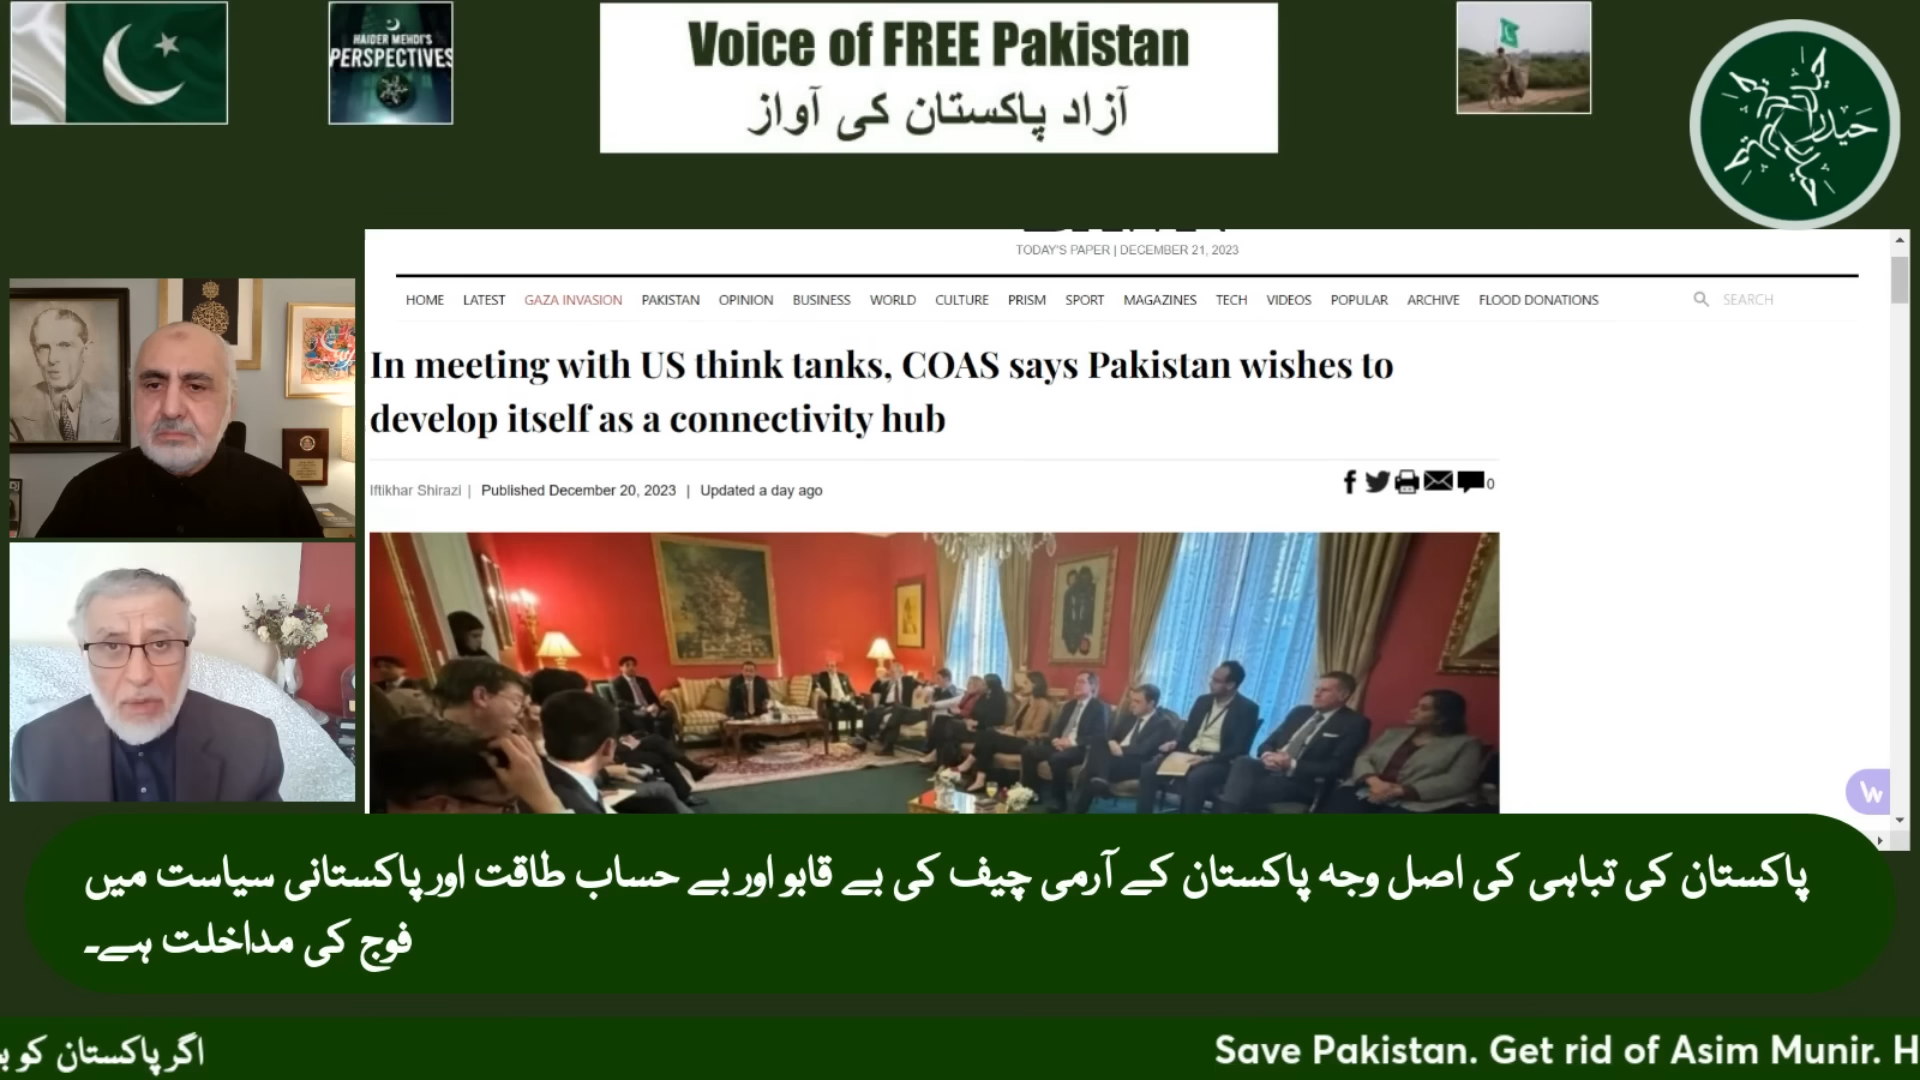 HAIDER MEHDI'S
PERSPECTIVES
Voice of FREE Pakistan
آزاد پاکستان کی آواز
حیدر
TODAY'S PAPER | DECEMBER 21, 2023
HOME LATEST GAZA INVASION PAKISTAN OPINION BUSINESS WORLD CULTURE PRISM SPORT MAGAZINES TECH VIDEOS POPULAR ARCHIVE FLOOD DONATIONS SEARCH
In meeting with US think tanks, COAS says Pakistan wishes to
develop itself as a connectivity hub
Iftikhar Shirazi | Published December 20, 2023 | Updated a day ago
0
پاکستان کی تباہی کی اصل وجہ پاکستان کے آرمی چیف کی بے قابو اور بے حساب طاقت اور پاکستانی سیاست میں
فوج کی مداخلت ہے۔
اگر پاکستان کو
Save Pakistan. Get rid of Asim Munir. H